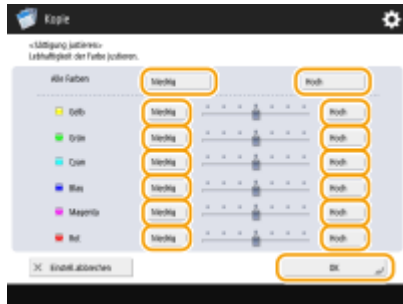 Kopie
<Sättigung justieren>
Lebhaftigkeit der Farbe justieren.
Alle Farben Niedrig Hoch
Gelb Niedrig Hoch
Grün Niedrig Hoch
Cyan Niedrig Hoch
Blau Niedrig Hoch
Magenta Niedrig Hoch
Rot Niedrig Hoch
Einstell.abbrechen OK